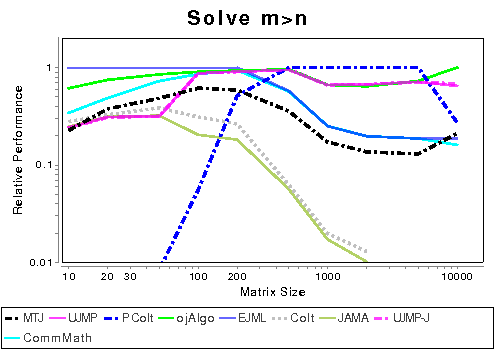 Solve m>n
1
0.1
0.01
Relative Performance
10 20 30 100 200 1000 10000
Matrix Size
MTJ UJMP PColt ojAlgo EJML Colt JAMA UJMP-J
CommMath